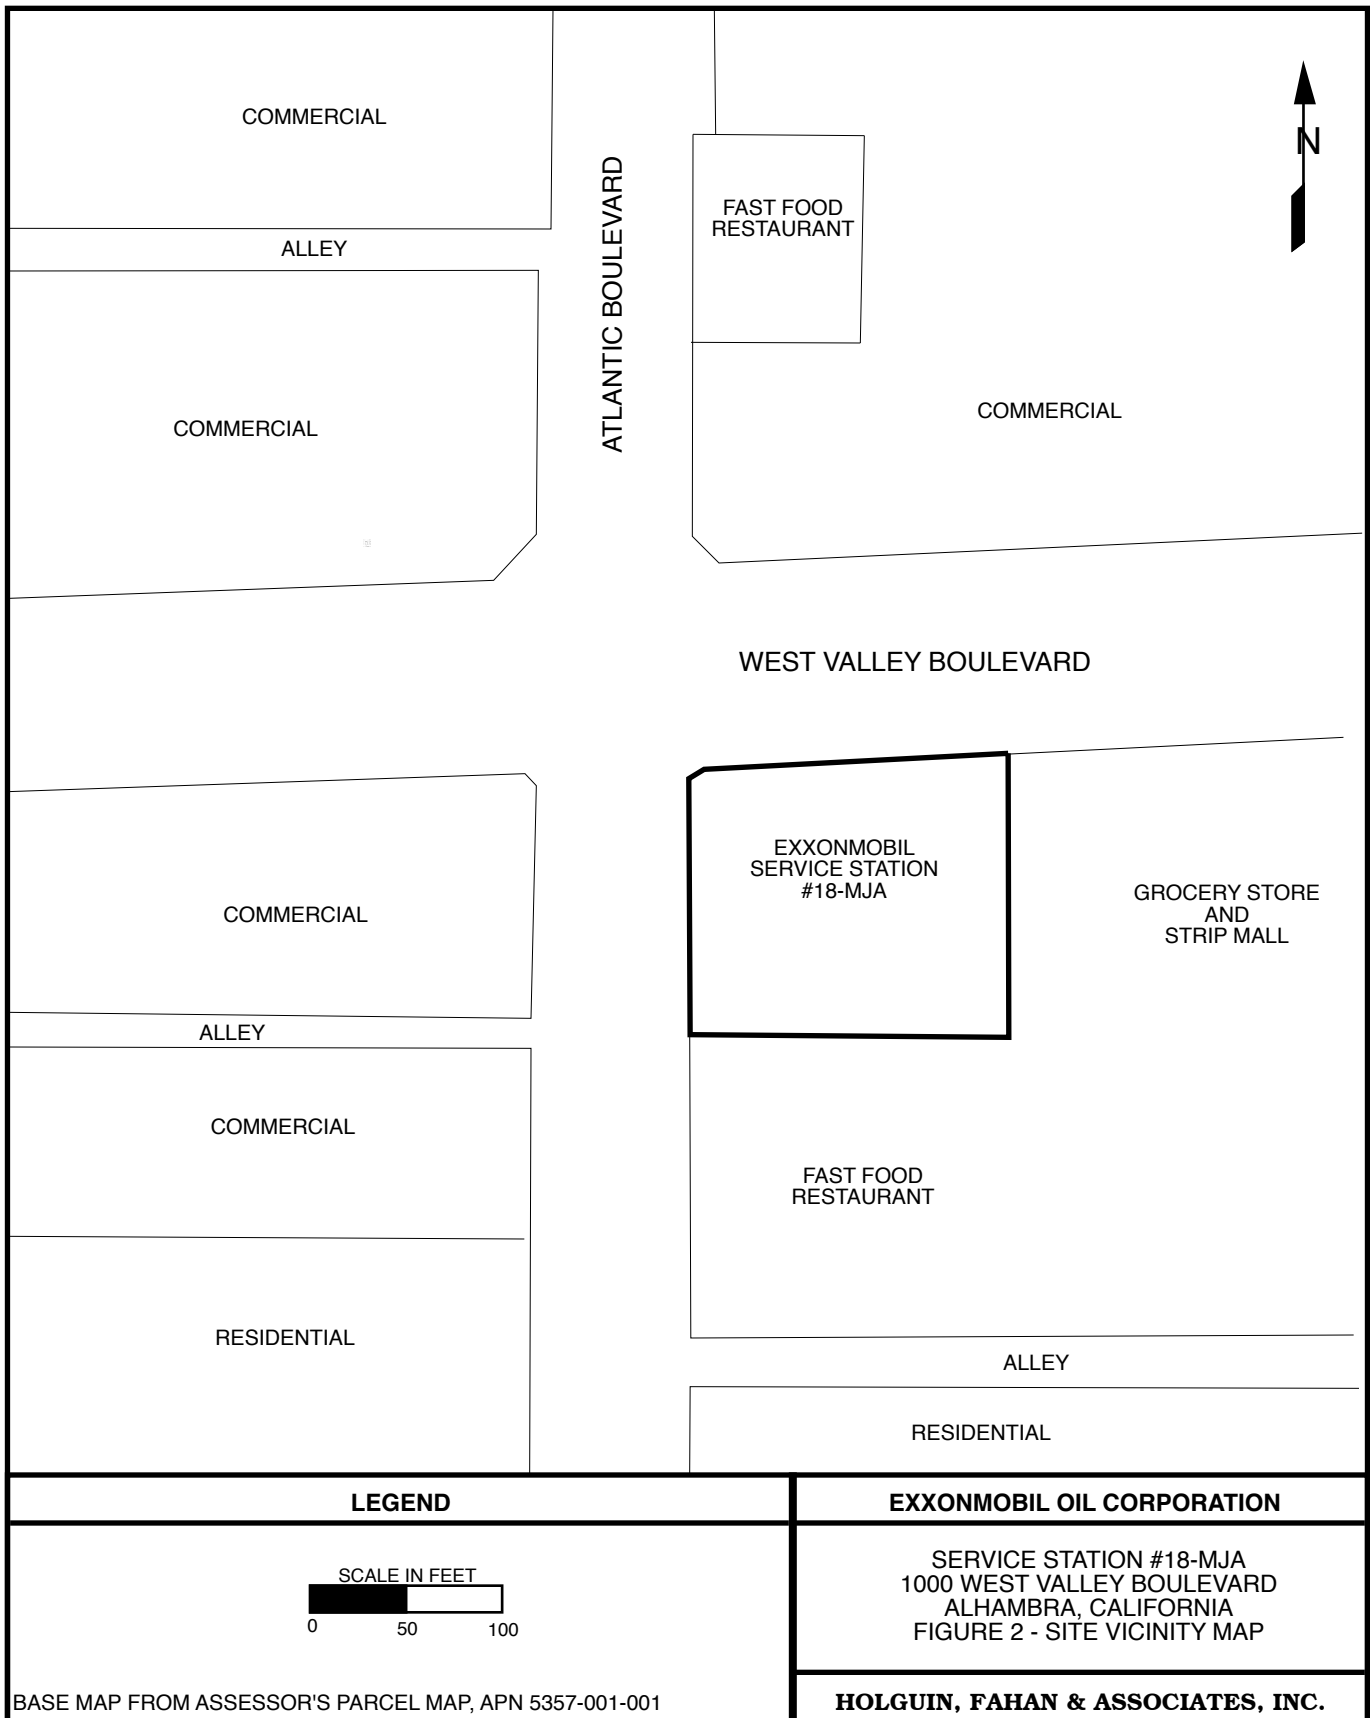 COMMERCIAL
N
FAST FOOD
RESTAURANT
ALLEY
ATLANTIC BOULEVARD
COMMERCIAL
COMMERCIAL
WEST VALLEY BOULEVARD
EXXONMOBIL
SERVICE STATION
#18-MJA
GROCERY STORE
AND
STRIP MALL
COMMERCIAL
ALLEY
COMMERCIAL
FAST FOOD
RESTAURANT
RESIDENTIAL
ALLEY
RESIDENTIAL
LEGEND
SCALE IN FEET
0 50 100
BASE MAP FROM ASSESSOR'S PARCEL MAP, APN 5357-001-001
EXXONMOBIL OIL CORPORATION
SERVICE STATION #18-MJA
1000 WEST VALLEY BOULEVARD
ALHAMBRA, CALIFORNIA
FIGURE 2 - SITE VICINITY MAP
HOLGUIN, FAHAN & ASSOCIATES, INC.